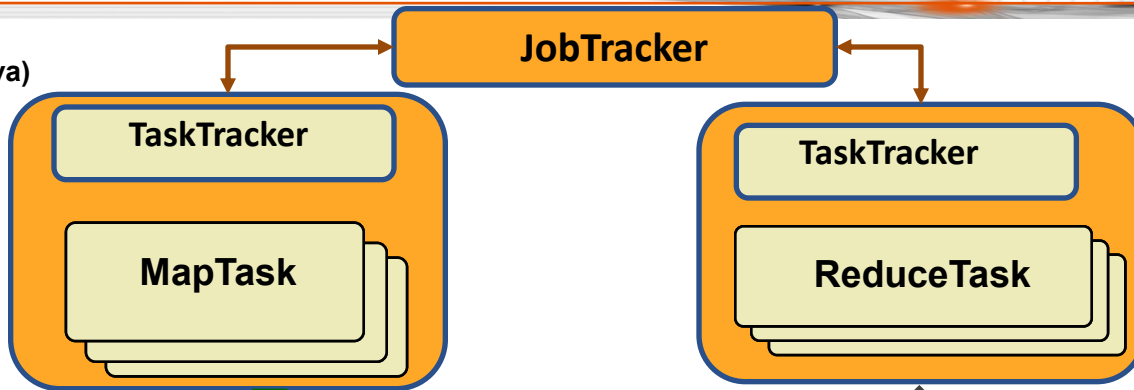 JobTracker
va)
TaskTracker
TaskTracker
MapTask
ReduceTask